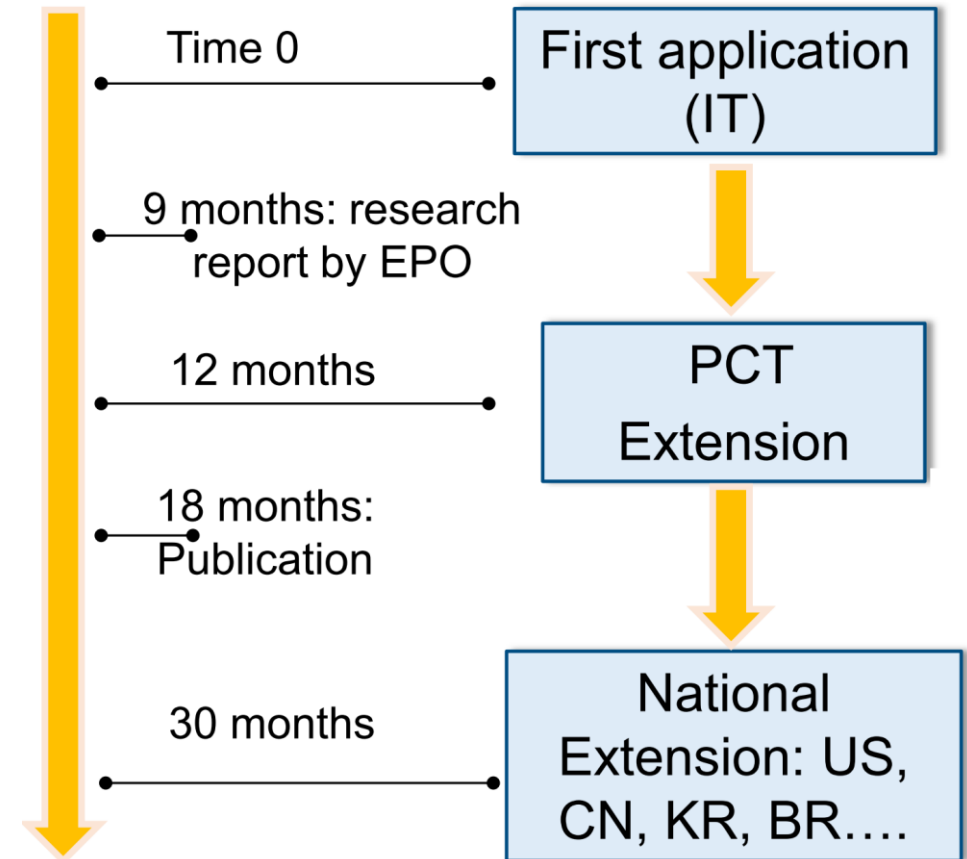 Time 0
First application
(IT)
9 months: research
report by EPO
12 months
PCT
Extension
18 months:
Publication
30 months
National
Extension: US,
CN, KR, BR….